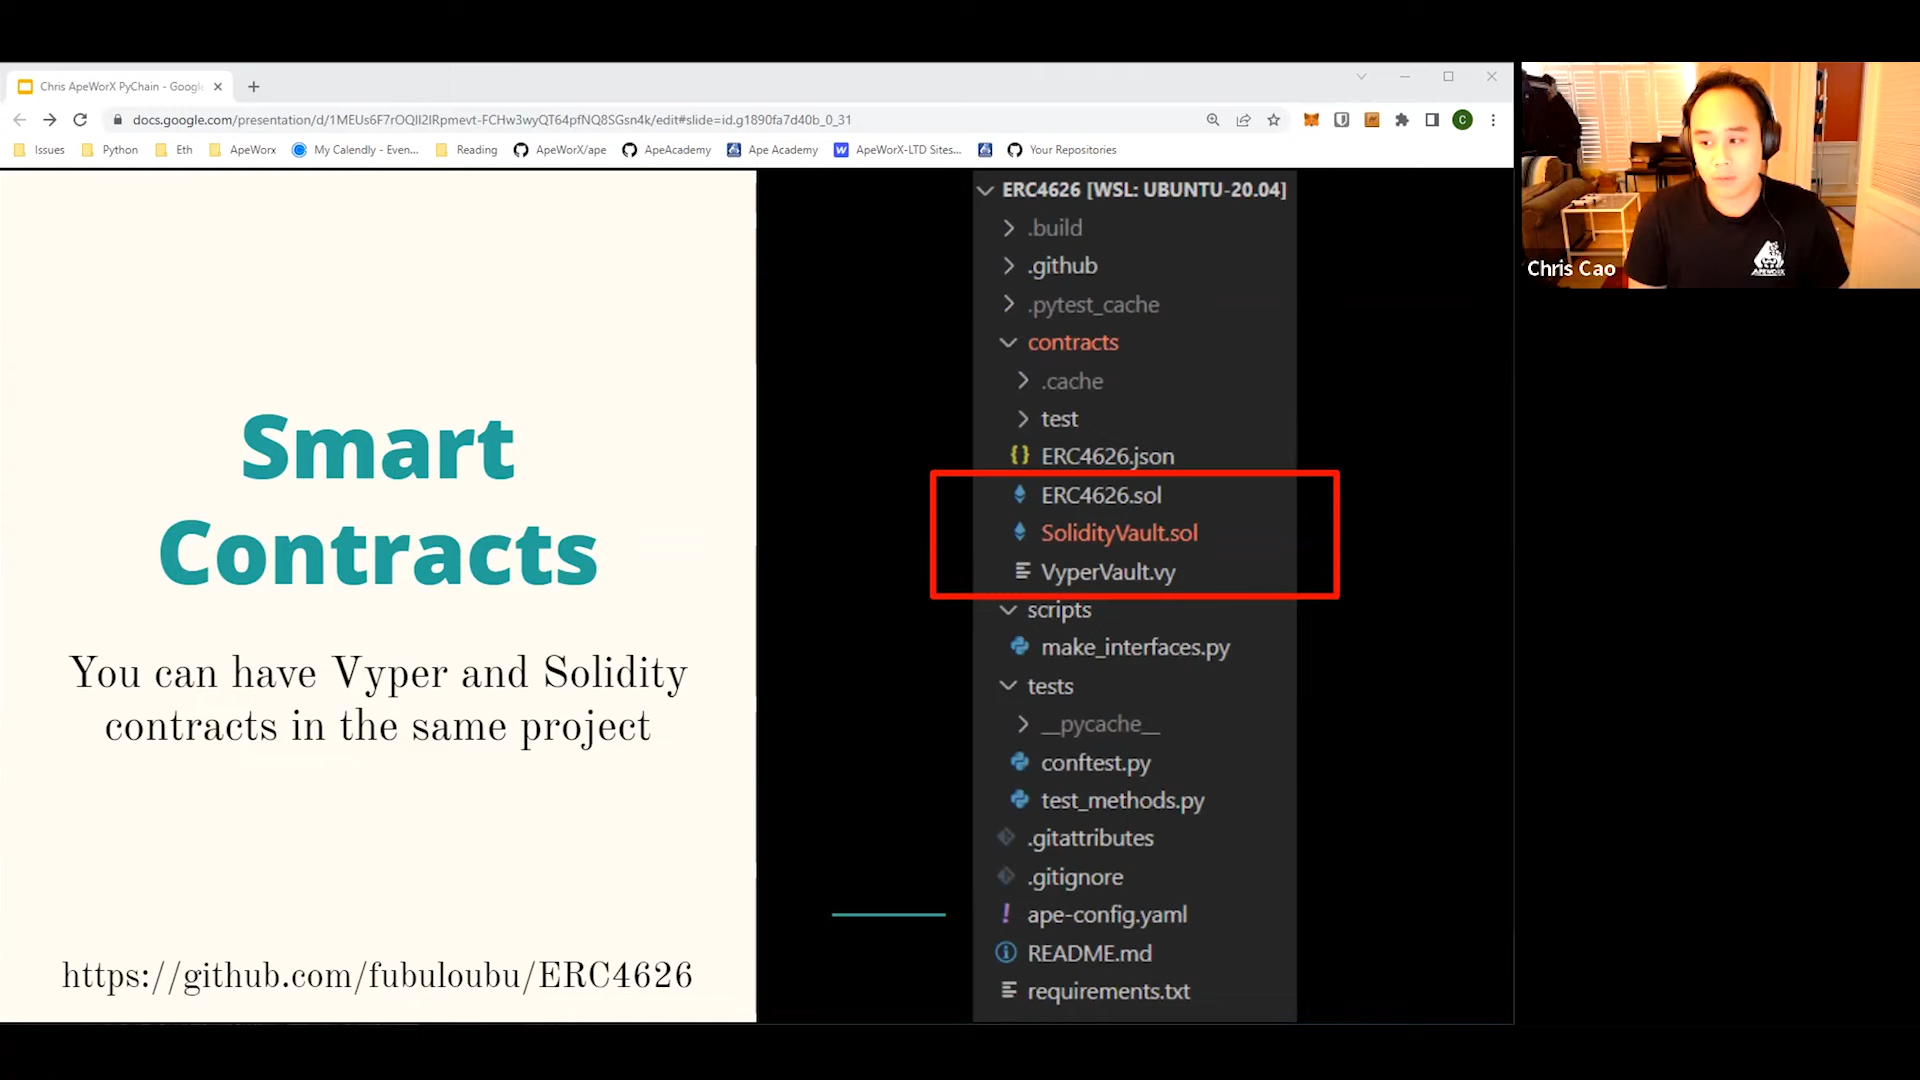 Chris ApeWorX PyChain - Google
docs.google.com/presentation/d/1MEUs6F7rOQII2IRpmevt-FCHw3wyQT64pfNQ8SGsn4k/edit#slide=id.g1890fa7d40b_0_31
C
Issues
Python
Eth
ApeWorx
My Calendly - Even...
Reading
ApeWorX/ape
ApeAcademy
Ape Academy
W
ApeWorX-LTD Sites...
Your Repositories
Smart
Contracts
You can have Vyper and Solidity
contracts in the same project
https://github.com/fubuloubu/ERC4626
ERC4626 [WSL: UBUNTU-20.04]
.build
.github
.pytest_cache
contracts
.cache
test
{} ERC4626.json
ERC4626.sol
SolidityVault.sol
VyperVault.vy
scripts
make_interfaces.py
tests
__pycache__
conftest.py
test_methods.py
.gitattributes
.gitignore
! ape-config.yaml
README.md
requirements.txt
APEWORX
Chris Cao